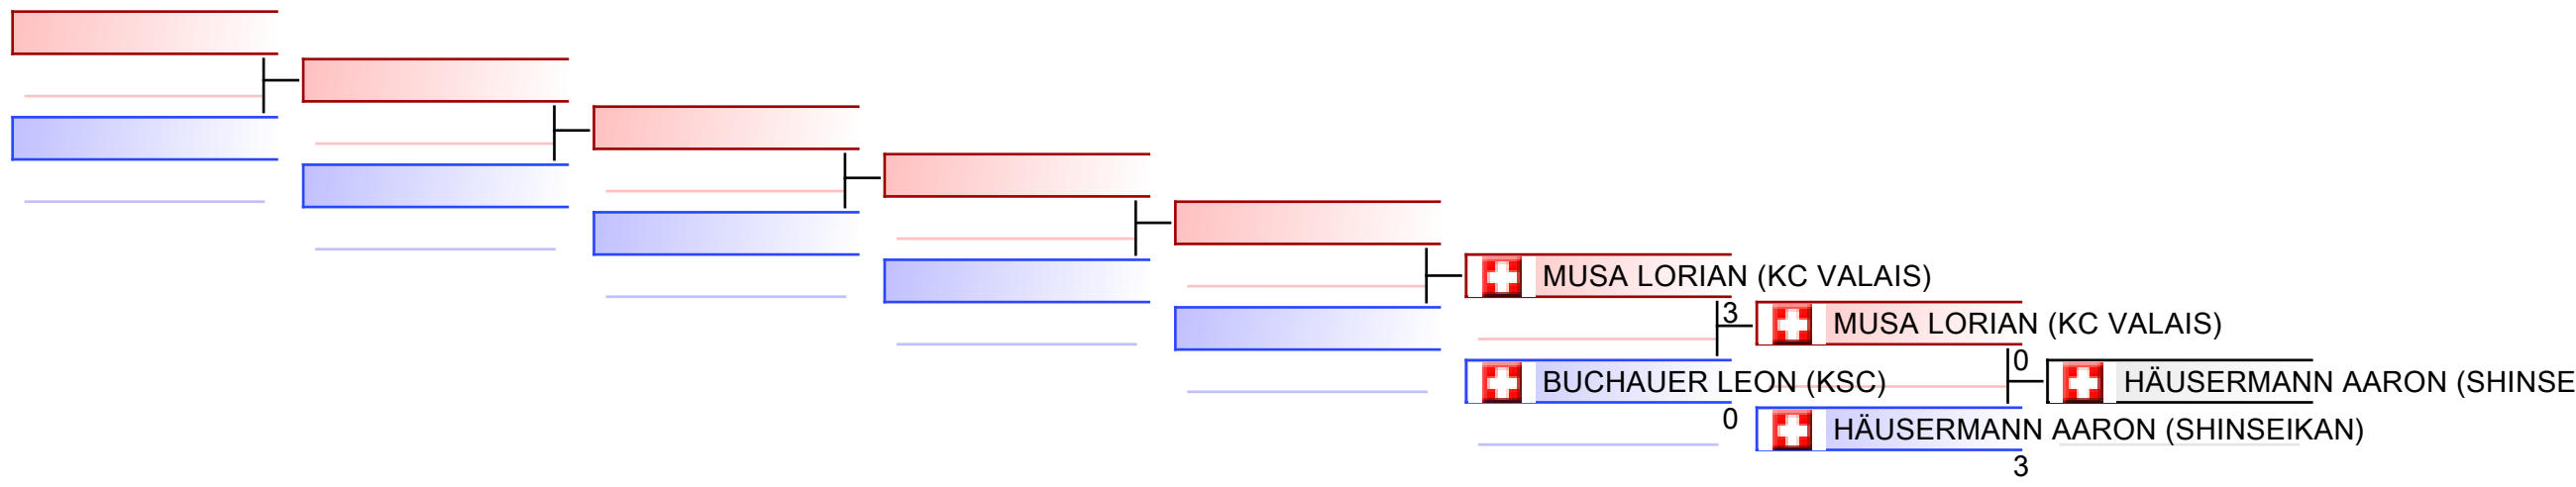 MUSA LORIAN (KC VALAIS)
3
MUSA LORIAN (KC VALAIS)
0
BUCHAUER LEON (KSC)
HÄUSERMANN AARON (SHINSE
0
HÄUSERMANN AARON (SHINSEIKAN)
3